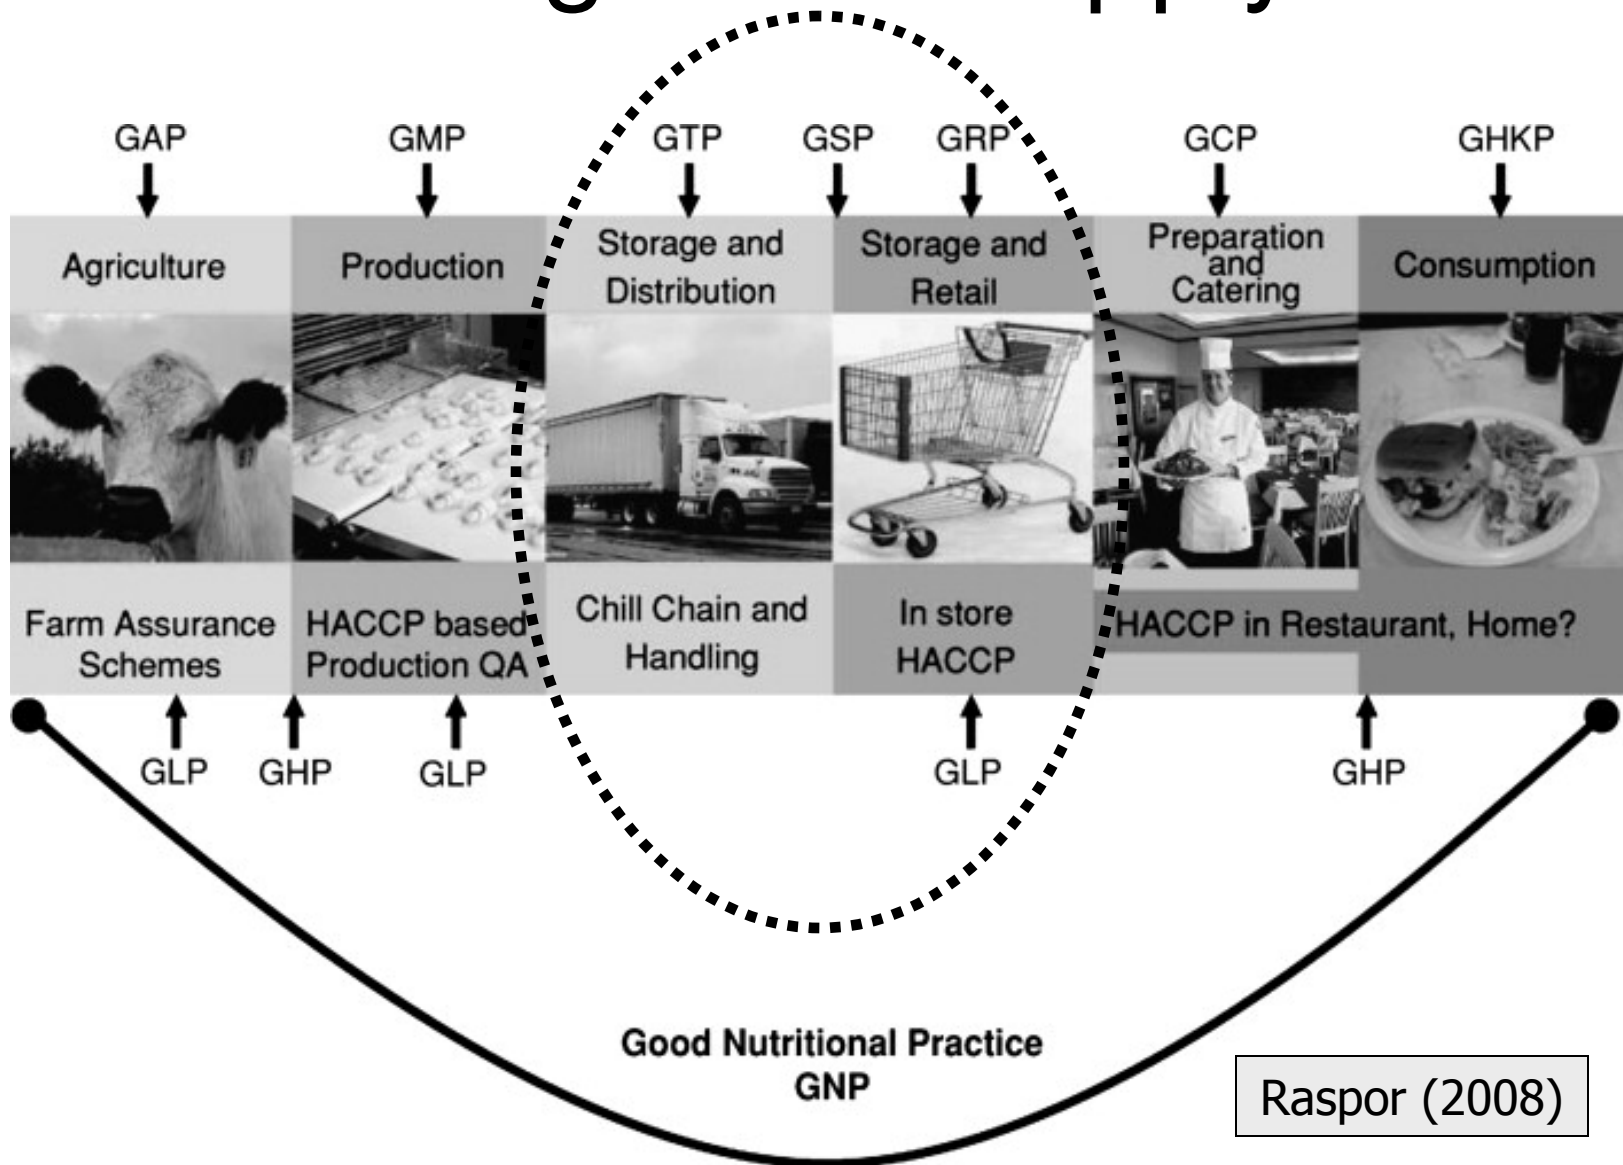 GAP GMP GTP GSP GRP GCP GHKP
Agriculture
Production
Storage and
Distribution
Storage and
Retail
Preparation
and
Catering
Consumption
Farm Assurance
Schemes
HACCP based
Production QA
Chill Chain and
Handling
In store
HACCP
HACCP in Restaurant, Home?
GLP GHP GLP GLP GHP
Good Nutritional Practice
GNP
Raspor (2008)